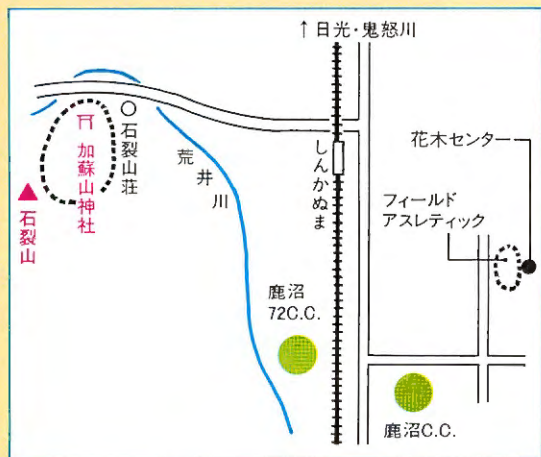 ↑日光・鬼怒川
石裂山荘
加蘇山神社
石裂山
荒井川
しんかぬま
花木センター
フィールド
アスレティック
鹿沼
72C.C.
鹿沼C.C.